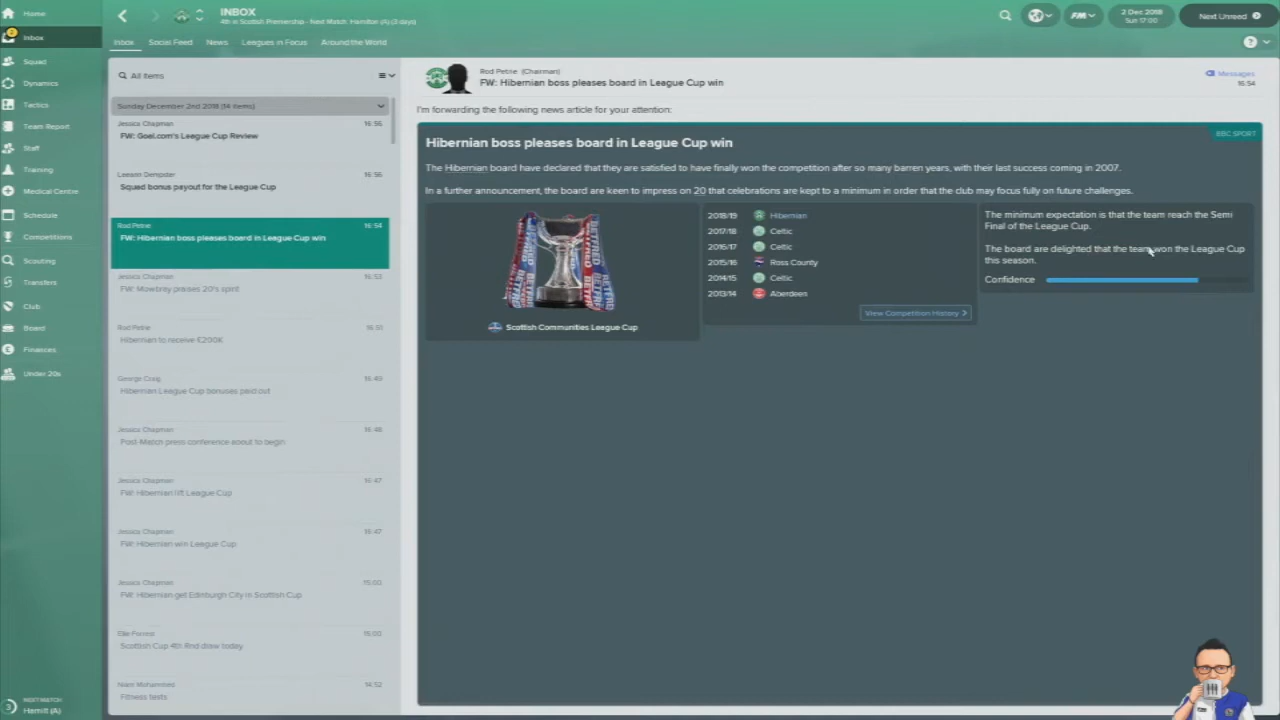 Home
Inbox
2
Squad
Dynamics
Tactics
Team Report
Staff
Training
Medical Centre
Schedule
Competitions
Scouting
Transfers
Club
Board
Finances
Under 20s
3
NEXT MATCH
Hamilt (A)
INBOX
4th in Scottish Premiership - Next Match: Hamilton (A) (3 days)
FM
2 Dec 2018
Sun 17:00
Next Unread
Inbox
Social Feed
News
Leagues in Focus
Around the World
?
All Items
Sunday December 2nd 2018 (14 items)
Jessica Chapman 16:56
FW: Goal.com's League Cup Review
Leeann Dempster 16:56
Squad bonus payout for the League Cup
Rod Petrie 16:54
FW: Hibernian boss pleases board in League Cup win
Jessica Chapman 16:53
FW: Mowbray praises 20's spirit
Rod Petrie 16:51
Hibernian to receive €200K
George Craig 16:49
Hibernian League Cup bonuses paid out
Jessica Chapman 16:48
Post-Match press conference about to begin
Jessica Chapman 16:47
FW: Hibernian lift League Cup
Jessica Chapman 16:47
FW: Hibernian win League Cup
Jessica Chapman 15:00
FW: Hibernian get Edinburgh City in Scottish Cup
Ellie Forrest 15:00
Scottish Cup 4th Rnd draw today
Niam Mohammed 14:52
Fitness tests
Rod Petrie (Chairman)
FW: Hibernian boss pleases board in League Cup win
Messages
16:54
I'm forwarding the following news article for your attention:
BBC SPORT
Hibernian boss pleases board in League Cup win
The Hibernian board have declared that they are satisfied to have finally won the competition after so many barren years, with their last success coming in 2007.
In a further announcement, the board are keen to impress on 20 that celebrations are kept to a minimum in order that the club may focus fully on future challenges.
Scottish Communities League Cup
2018/19 Hibernian
2017/18 Celtic
2016/17 Celtic
2015/16 Ross County
2014/15 Celtic
2013/14 Aberdeen
View Competition History >
The minimum expectation is that the team reach the Semi
Final of the League Cup.
The board are delighted that the team won the League Cup
this season.
Confidence